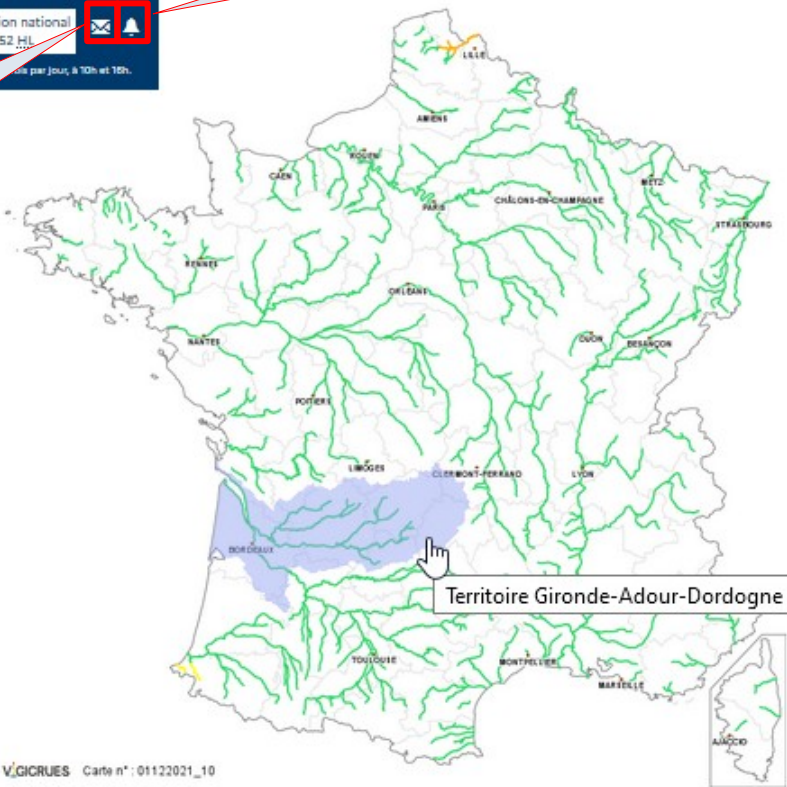 ion national
52 HL
is par jour, à 10h et 16h.
LILLE
AMIENS
ROUEN
CAEN
METZ
PARIS
CHÂLONS-EN-CHAMPAGNE
STRASBOURG
RENNES
ORLÉANS
NANTES
DIJON
BESANCON
POITIERS
LIMOGES
CLERMONT-FERRAND
LYON
BORDEAUX
Territoire Gironde-Adour-Dordogne
TOULOUSE
MONTPELLIER
MARSEILLE
AJACCIO
VIGICRUES Carte n° : 01122021_10